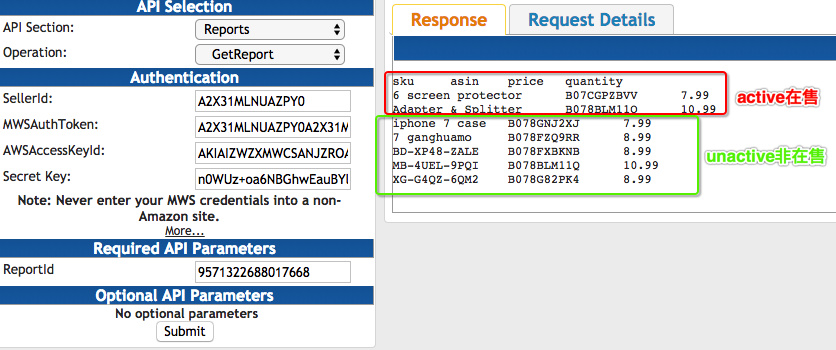 API Selection
API Section:
Reports
Operation:
GetReport
Authentication
SellerId:
A2X31MLNUAZPY0
MWSAuthToken:
A2X31MLNUAZPY0A2X31M
AWSAccessKeyId:
AKIAIZWZXMWCSANJZROA
Secret Key:
n0WUz+oa6NBGhwEauBYI
Note: Never enter your MWS credentials into a non-
Amazon site.
More...
Required API Parameters
ReportId
9571322688017668
Optional API Parameters
No optional parameters
Submit
Response
Request Details
sku asin price quantity
6 screen protector B07CGPZBVV 7.99
Adapter & Splitter B078BLM11Q 10.99
active在售
iphone 7 case B078GNJ2XJ 7.99
7 ganghuamo B078FZQ9RR 8.99
BD-XP48-ZALE B078FXBKNB 8.99
MB-4UEL-9PQI B078BLM11Q 10.99
XG-G4QZ-6QM2 B078G82PK4 8.99
unactive非在售